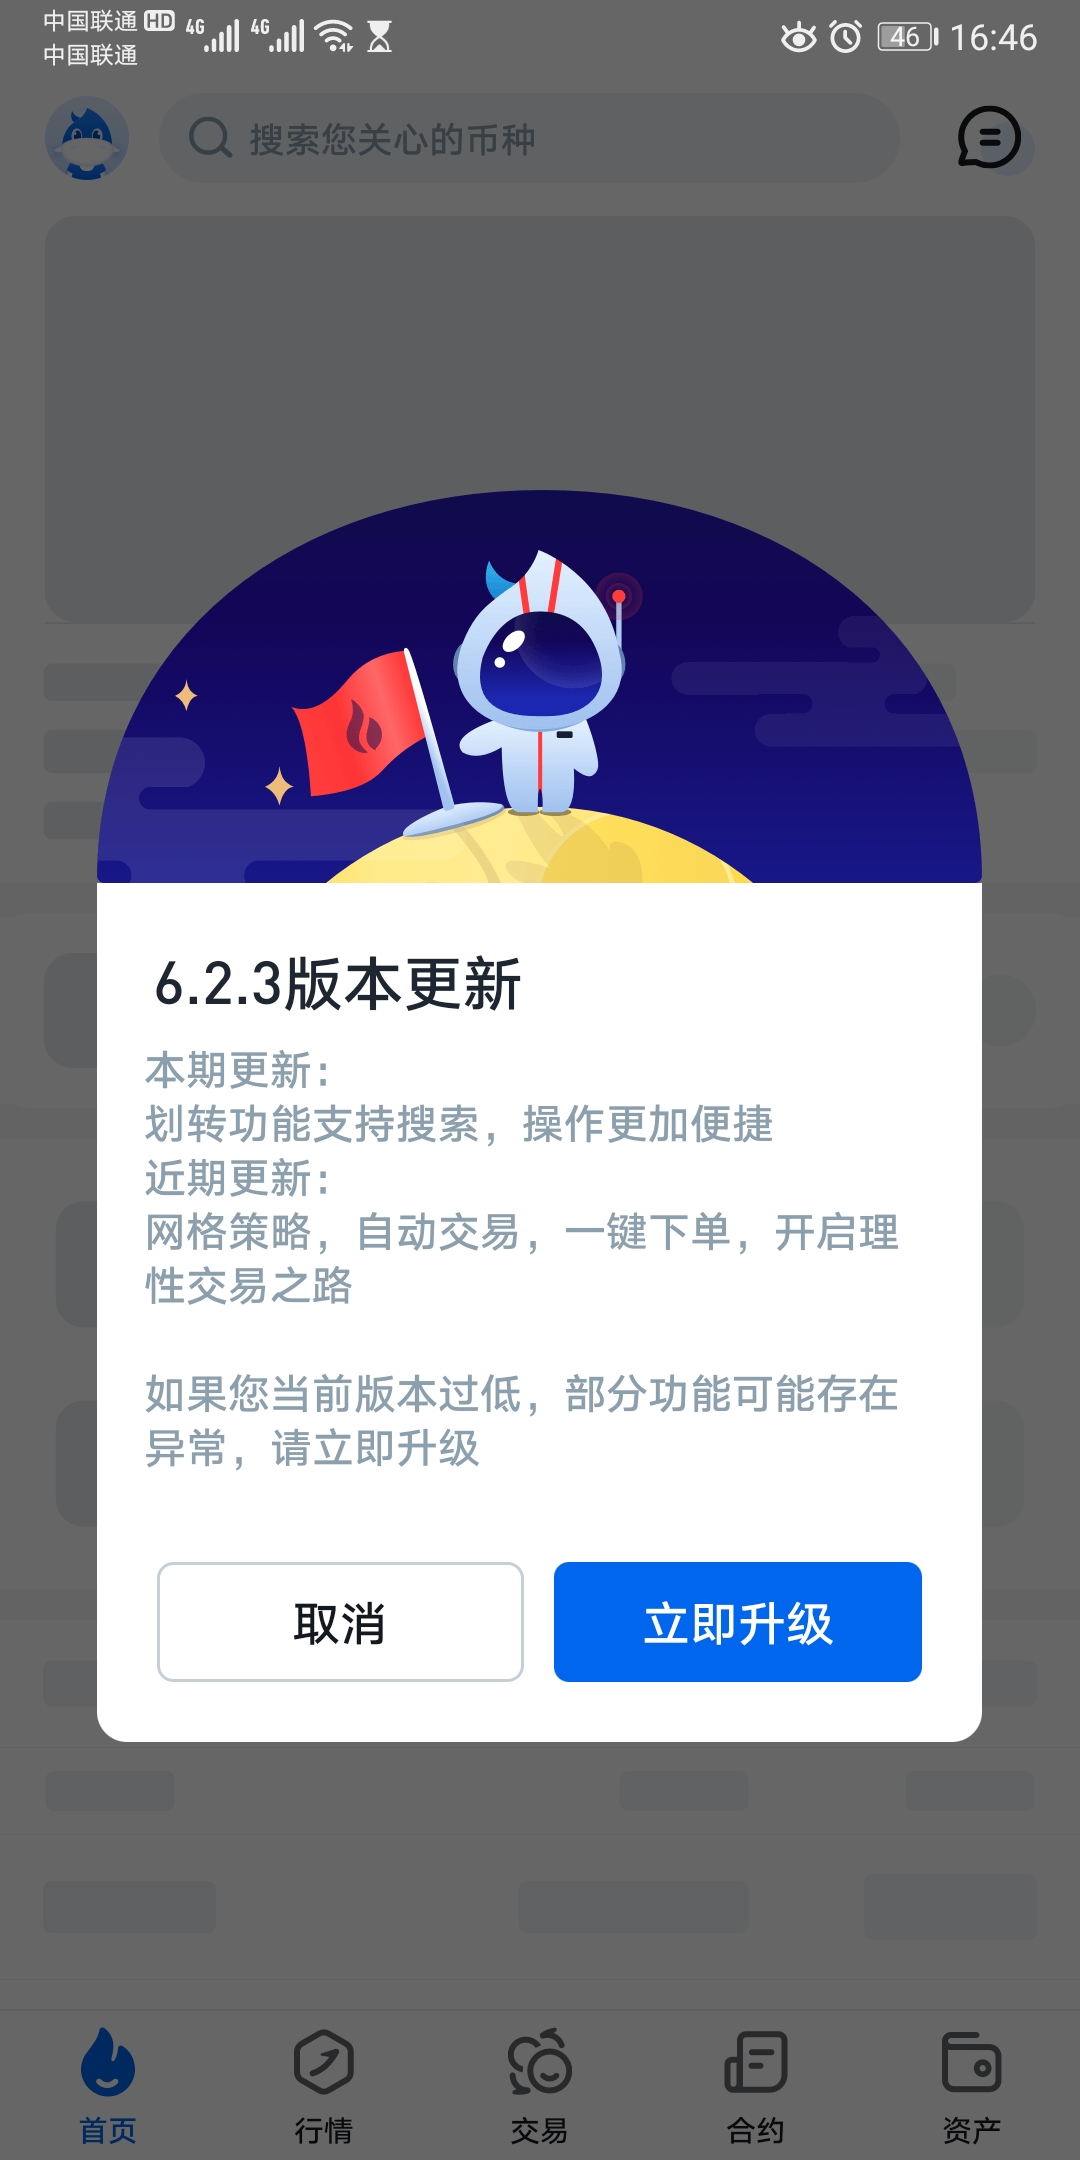 中国联通 HD 4G 4G 46 16:46
中国联通
搜索您关心的币种
6.2.3版本更新
本期更新：
划转功能支持搜索，操作更加便捷
近期更新：
网格策略，自动交易，一键下单，开启理
性交易之路
如果您当前版本过低，部分功能可能存在
异常，请立即升级
取消 立即升级
首页 行情 交易 合约 资产